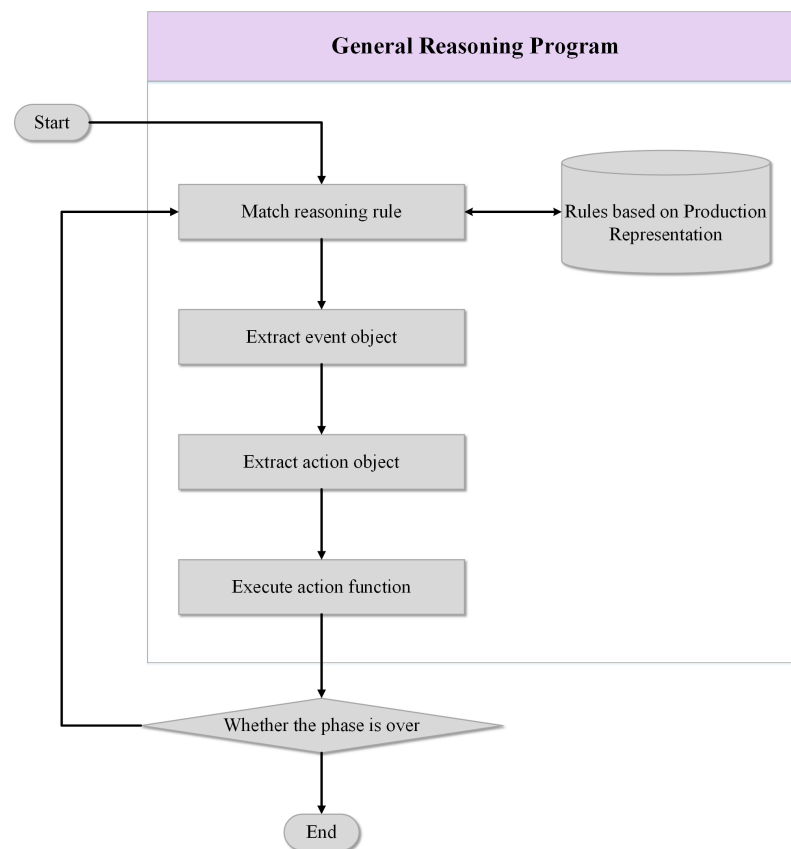 General Reasoning Program
Start
Match reasoning rule
Rules based on Production
Representation
Extract event object
Extract action object
Execute action function
Whether the phase is over
End